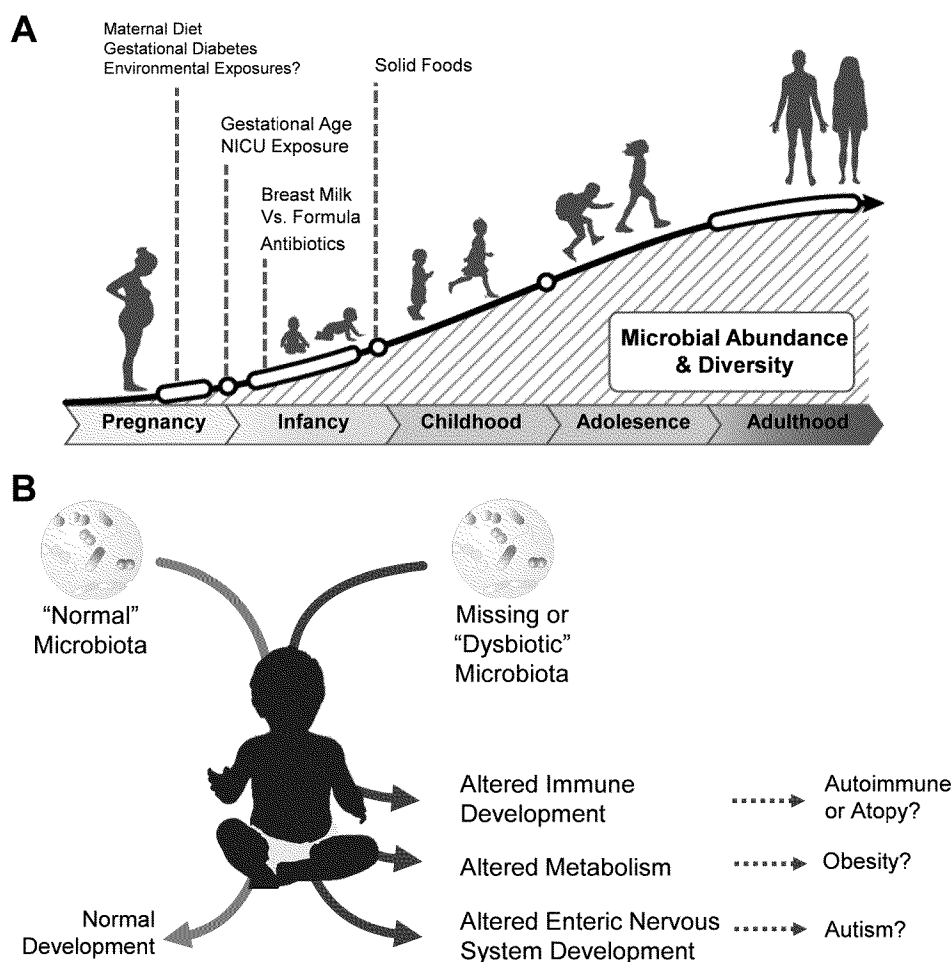 A
Maternal Diet
Gestational Diabetes
Environmental Exposures?
Solid Foods
Gestational Age
NICU Exposure
Breast Milk
Vs. Formula
Antibiotics
Microbial Abundance
& Diversity
Pregnancy
Infancy
Childhood
Adolesence
Adulthood
B
“Normal”
Microbiota
Missing or
“Dysbiotic”
Microbiota
Altered Immune
Development
Autoimmune
or Atopy?
Altered Metabolism
Obesity?
Normal
Development
Altered Enteric Nervous
System Development
Autism?